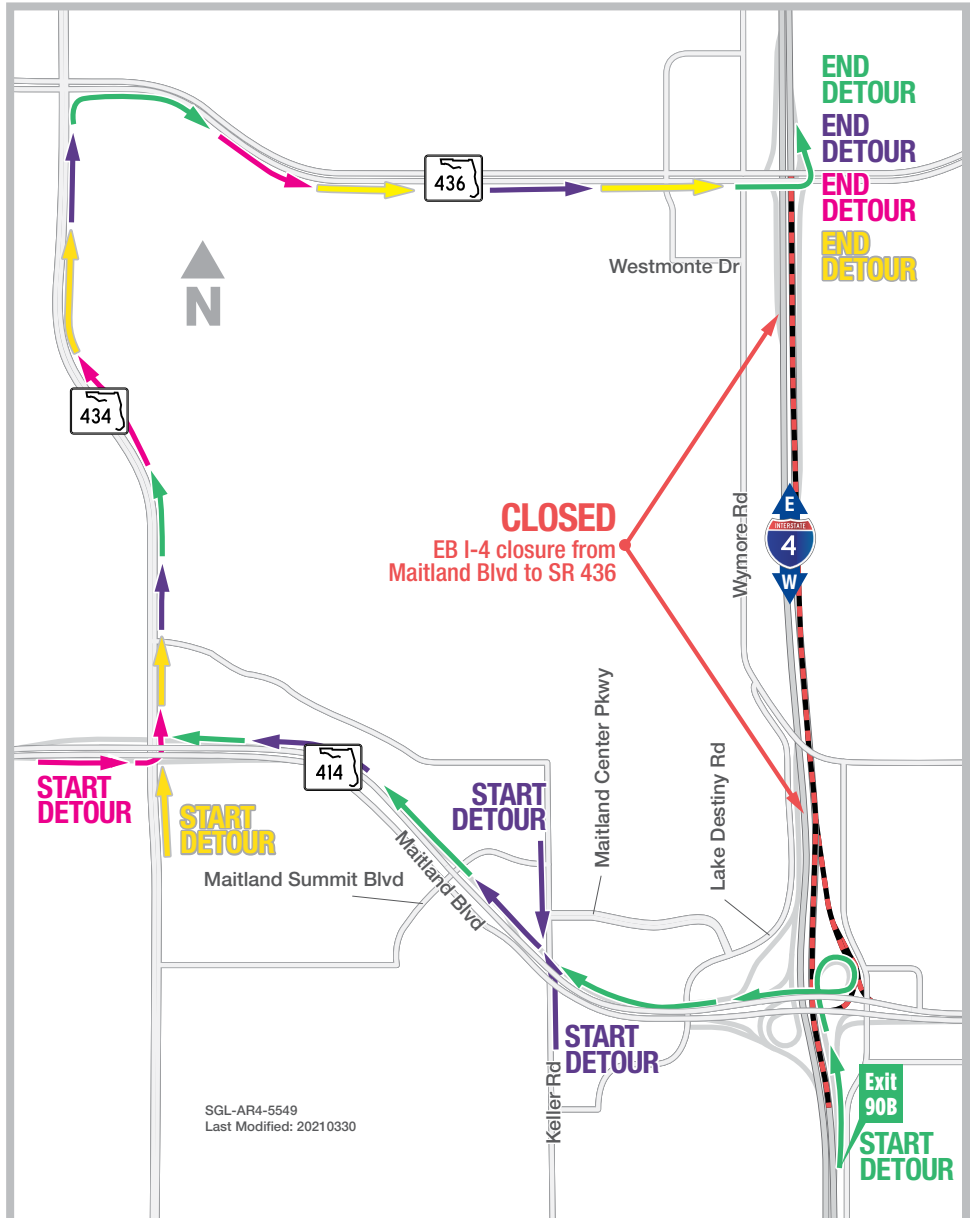 END
DETOUR
END
DETOUR
END
DETOUR
END
DETOUR
436
Westmonte Dr
N
434
CLOSED
EB I-4 closure from
Maitland Blvd to SR 436
Wymore Rd
E
INTERSTATE
4
W
START
DETOUR
START
DETOUR
414
START
DETOUR
Maitland Center Pkwy
Lake Destiny Rd
Maitland Summit Blvd
Maitland Blvd
START
DETOUR
Keller Rd
Exit
90B
START
DETOUR
SGL-AR4-5549
Last Modified: 20210330